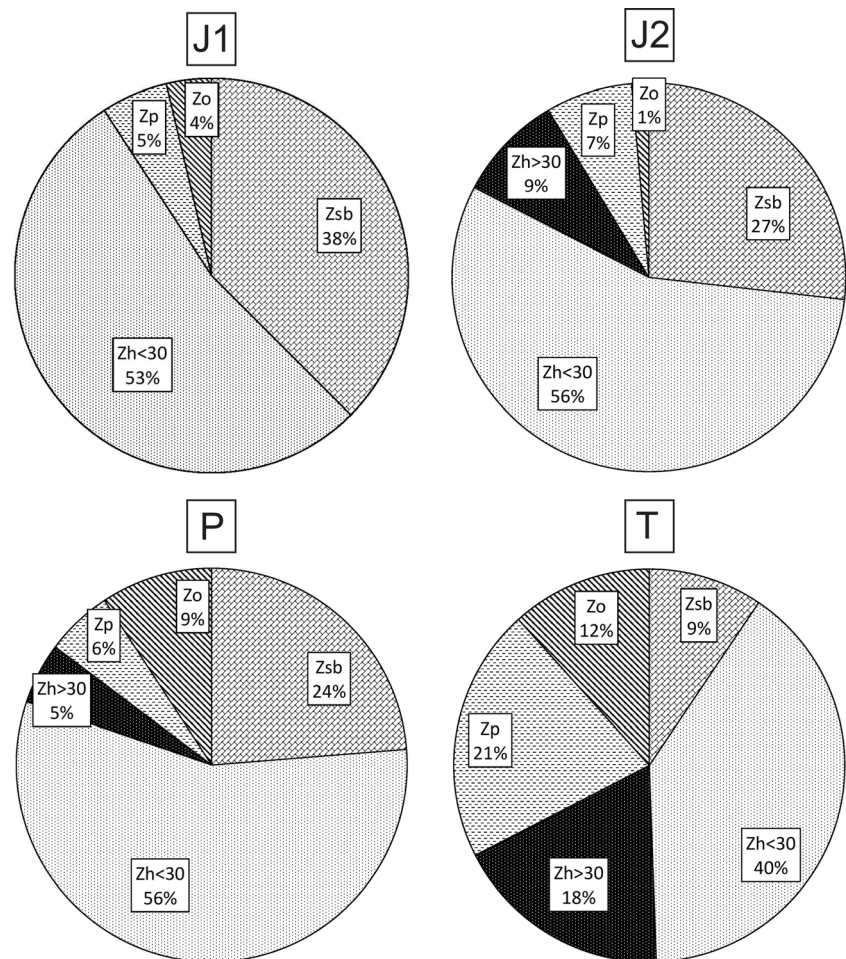 J1
Zo
4%
Zp
5%
Zsb
38%
Zh<30
53%
J2
Zo
1%
Zp
7%
Zh>30
9%
Zsb
27%
Zh<30
56%
P
Zo
9%
Zp
6%
Zh>30
5%
Zsb
24%
Zh<30
56%
T
Zo
12%
Zsb
9%
Zp
21%
Zh<30
40%
Zh>30
18%